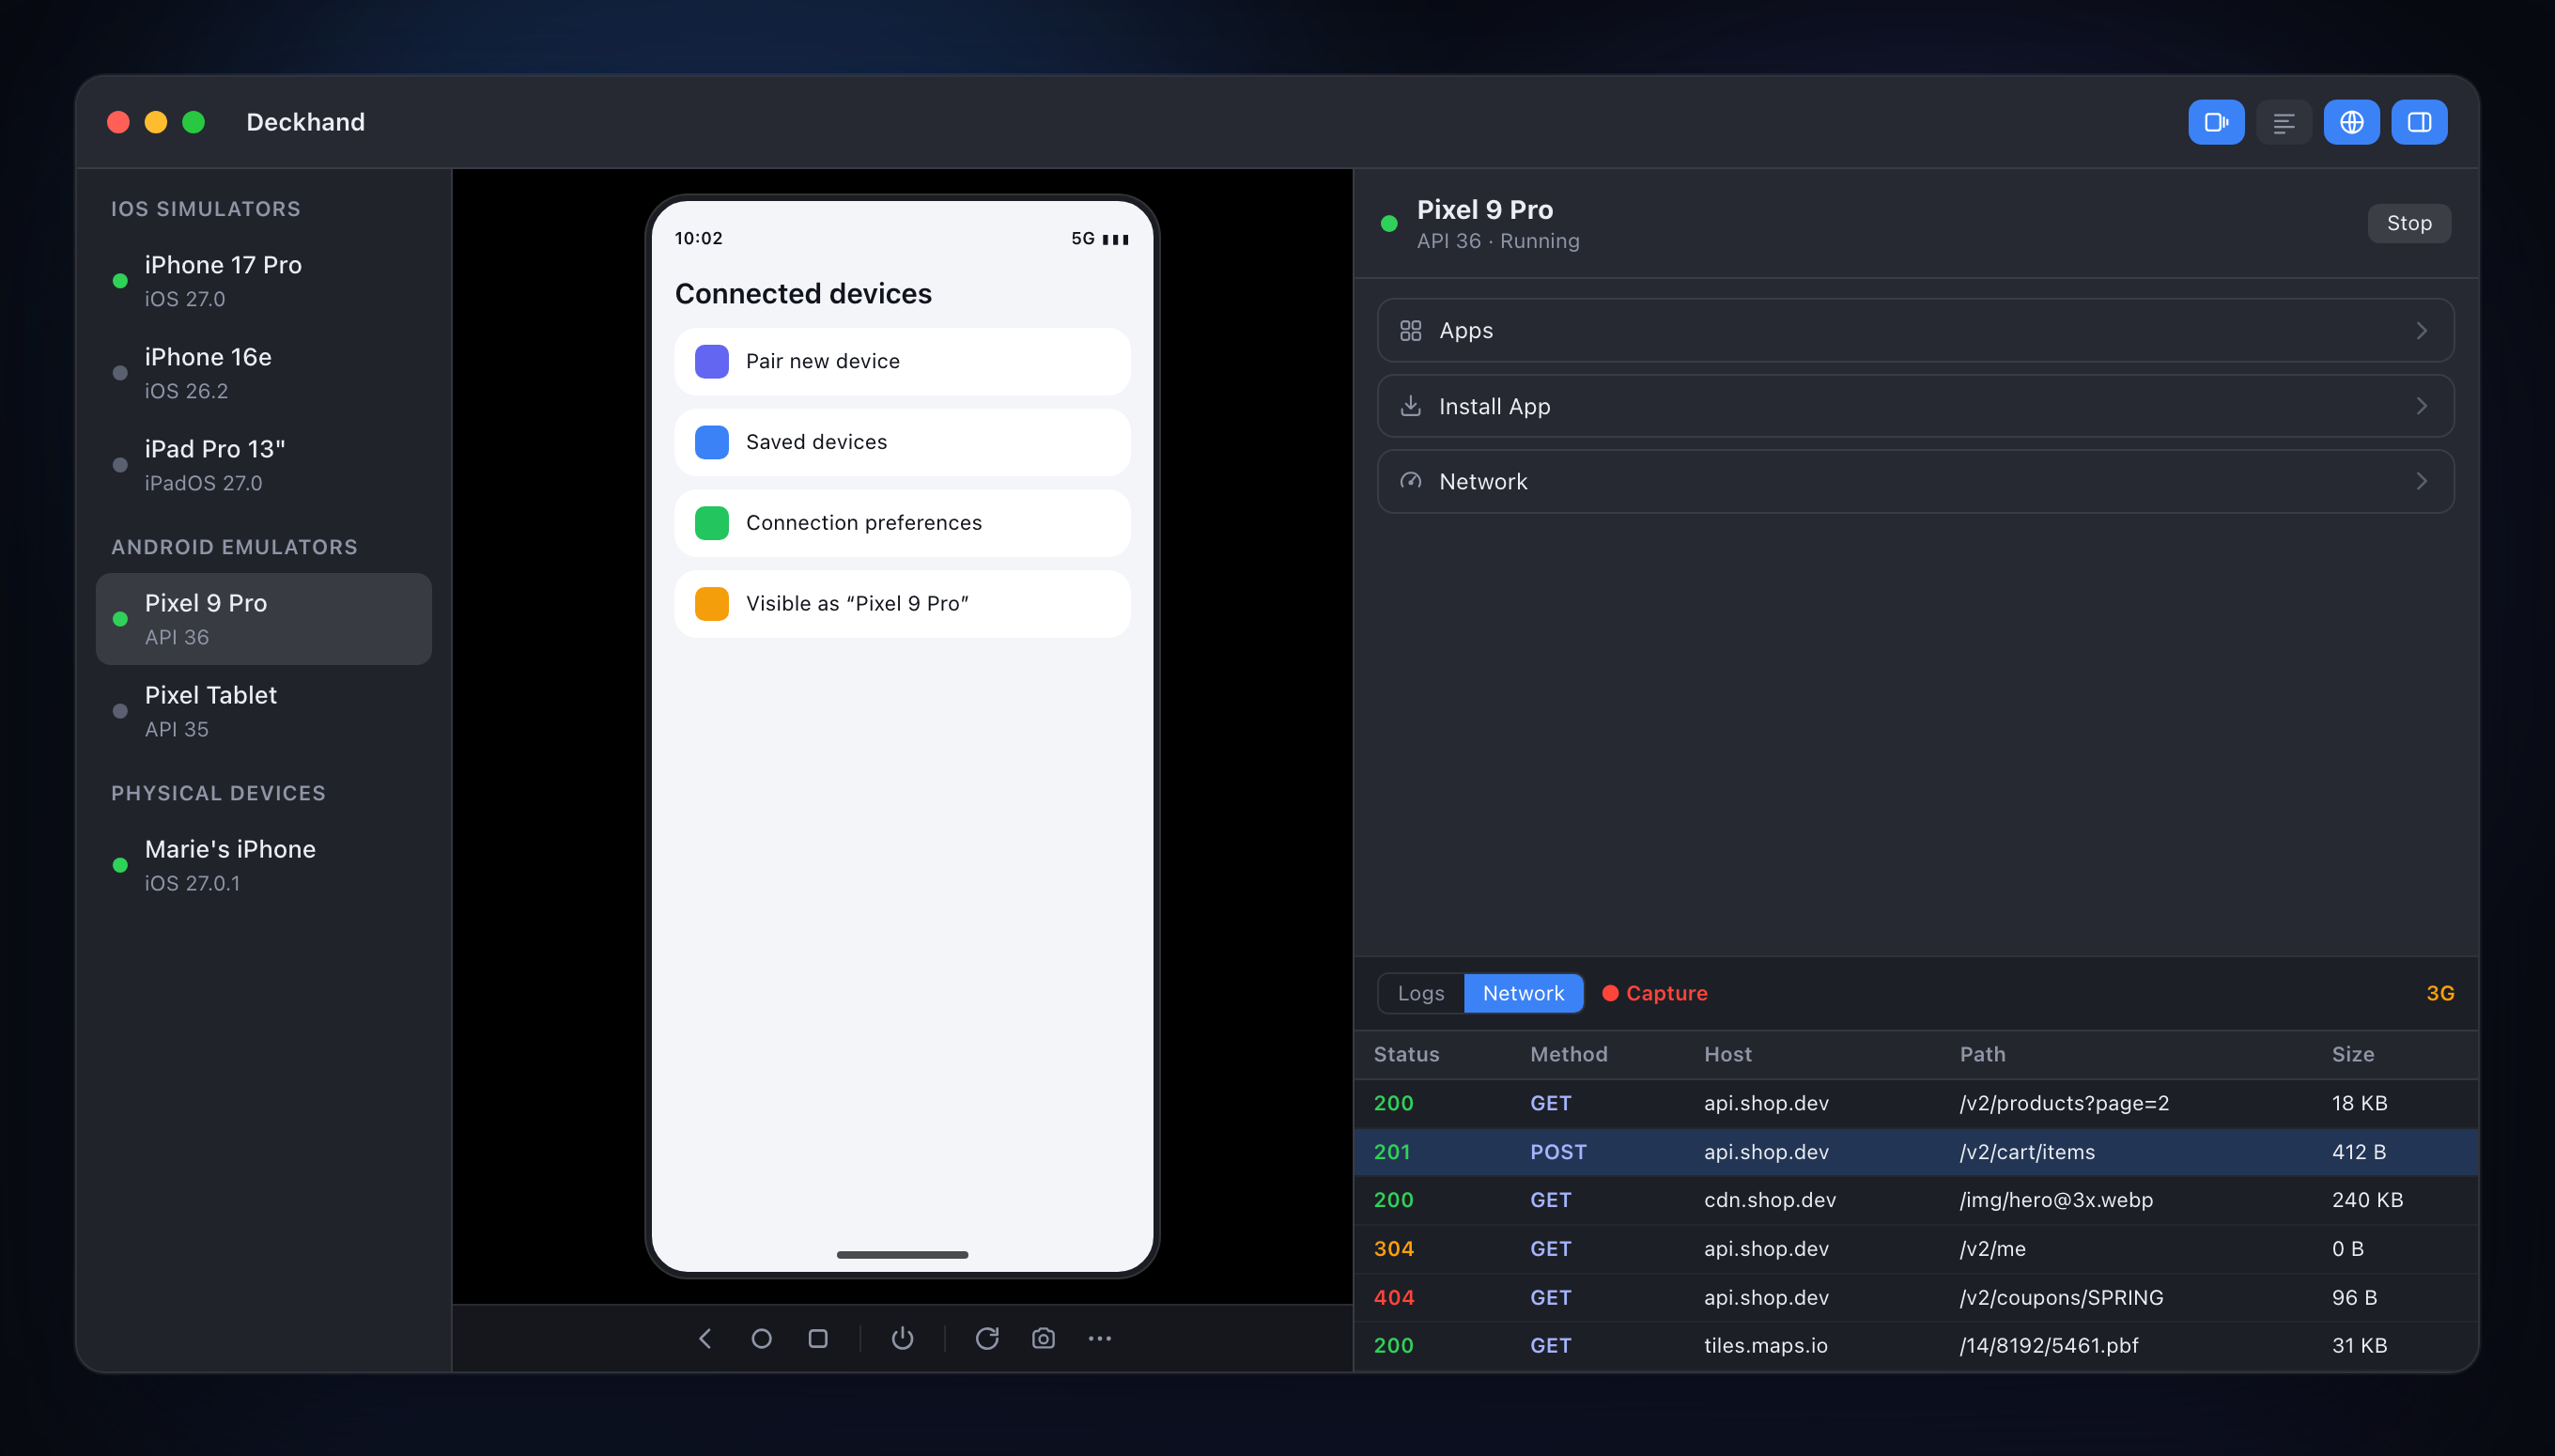 Deckhand
IOS SIMULATORS
iPhone 17 Pro
iOS 27.0
iPhone 16e
iOS 26.2
iPad Pro 13"
iPadOS 27.0
ANDROID EMULATORS
Pixel 9 Pro
API 36
Pixel Tablet
API 35
PHYSICAL DEVICES
Marie's iPhone
iOS 27.0.1
10:02 5G
Connected devices
Pair new device
Saved devices
Connection preferences
Visible as “Pixel 9 Pro”
Pixel 9 Pro
API 36 · Running
Stop
Apps
Install App
Network
Logs Network Capture 3G
Status Method Host Path Size
200 GET api.shop.dev /v2/products?page=2 18 KB
201 POST api.shop.dev /v2/cart/items 412 B
200 GET cdn.shop.dev /img/hero@3x.webp 240 KB
304 GET api.shop.dev /v2/me 0 B
404 GET api.shop.dev /v2/coupons/SPRING 96 B
200 GET tiles.maps.io /14/8192/5461.pbf 31 KB